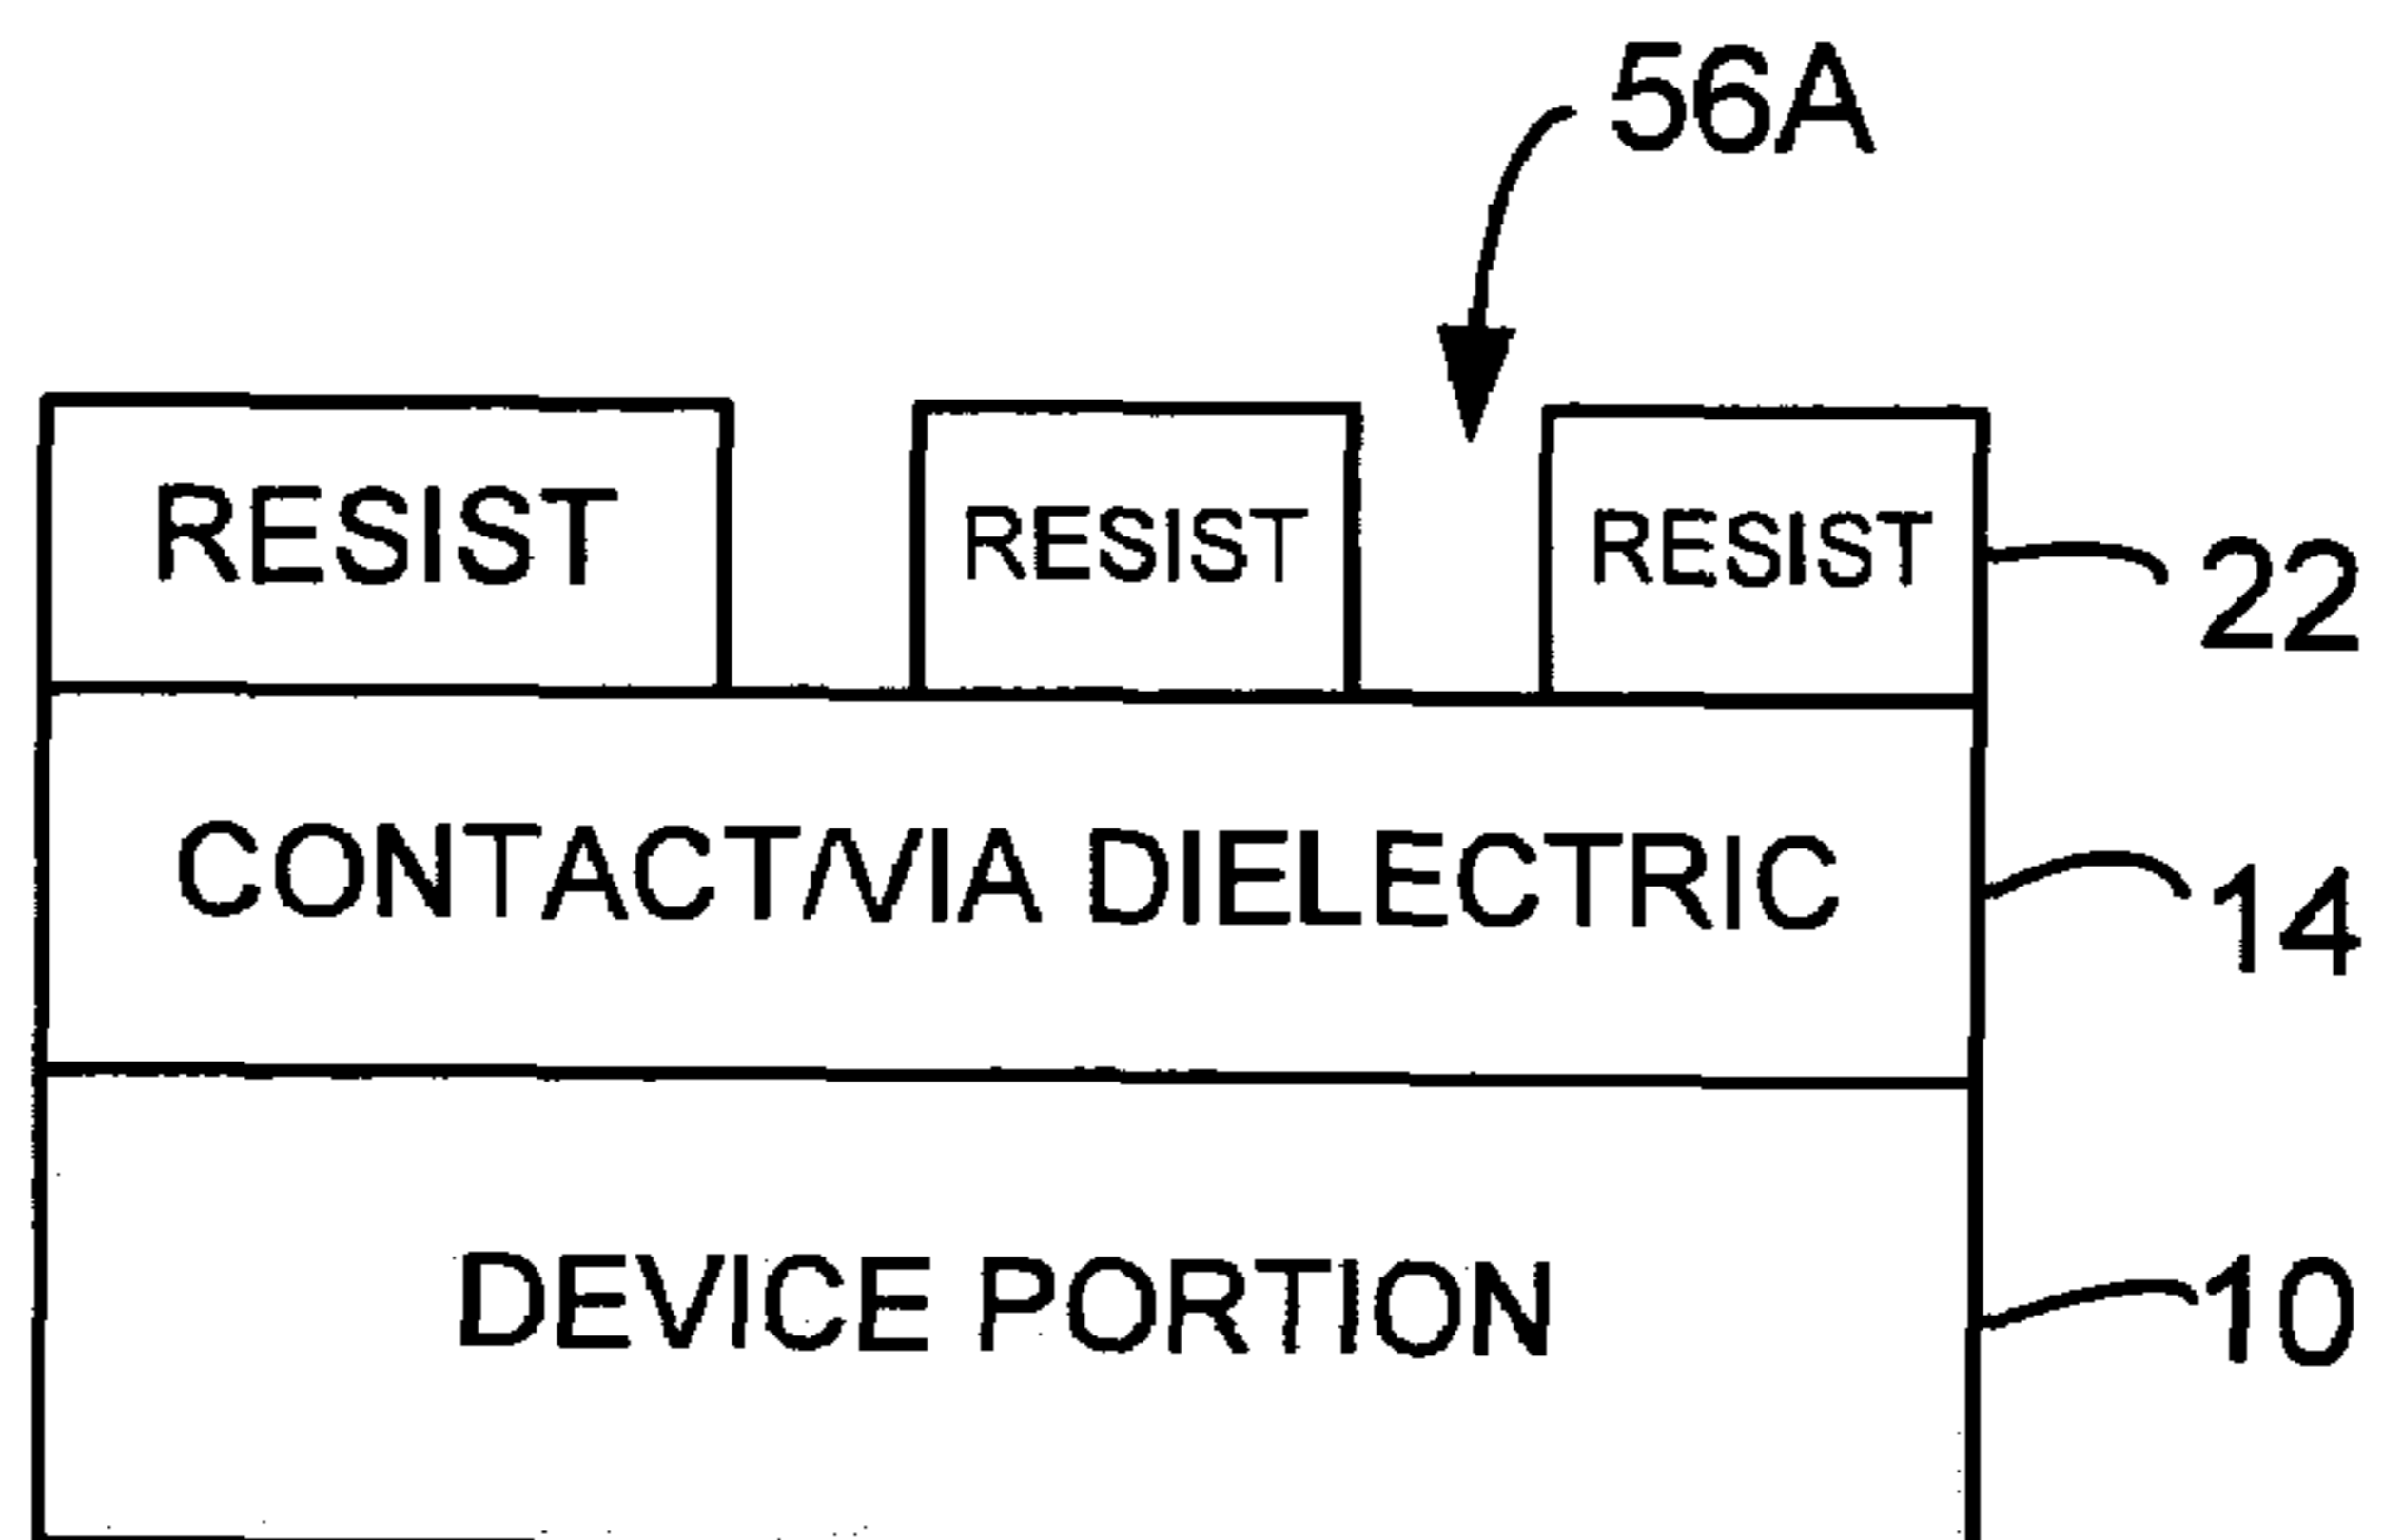 56A
RESIST RESIST RESIST 22
CONTACT/VIA DIELECTRIC 14
DEVICE PORTION 10